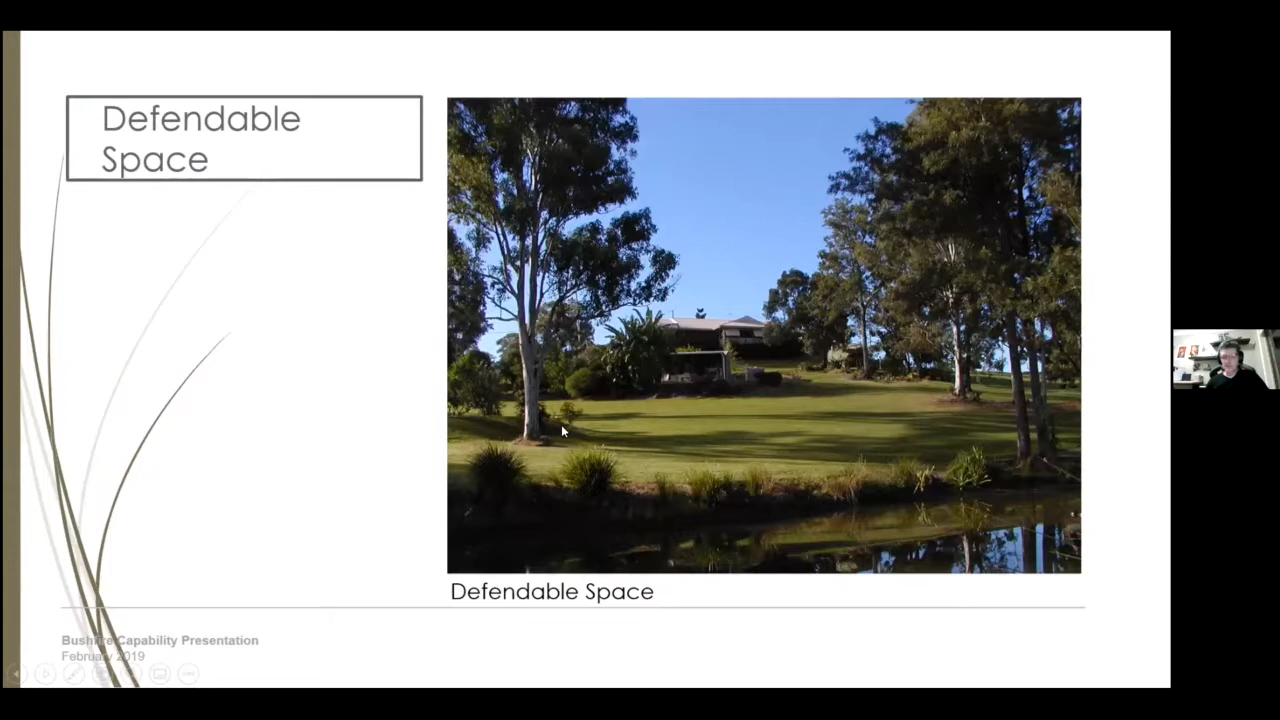 Defendable
Space
Defendable Space
Bushfire Capability Presentation
February 2019